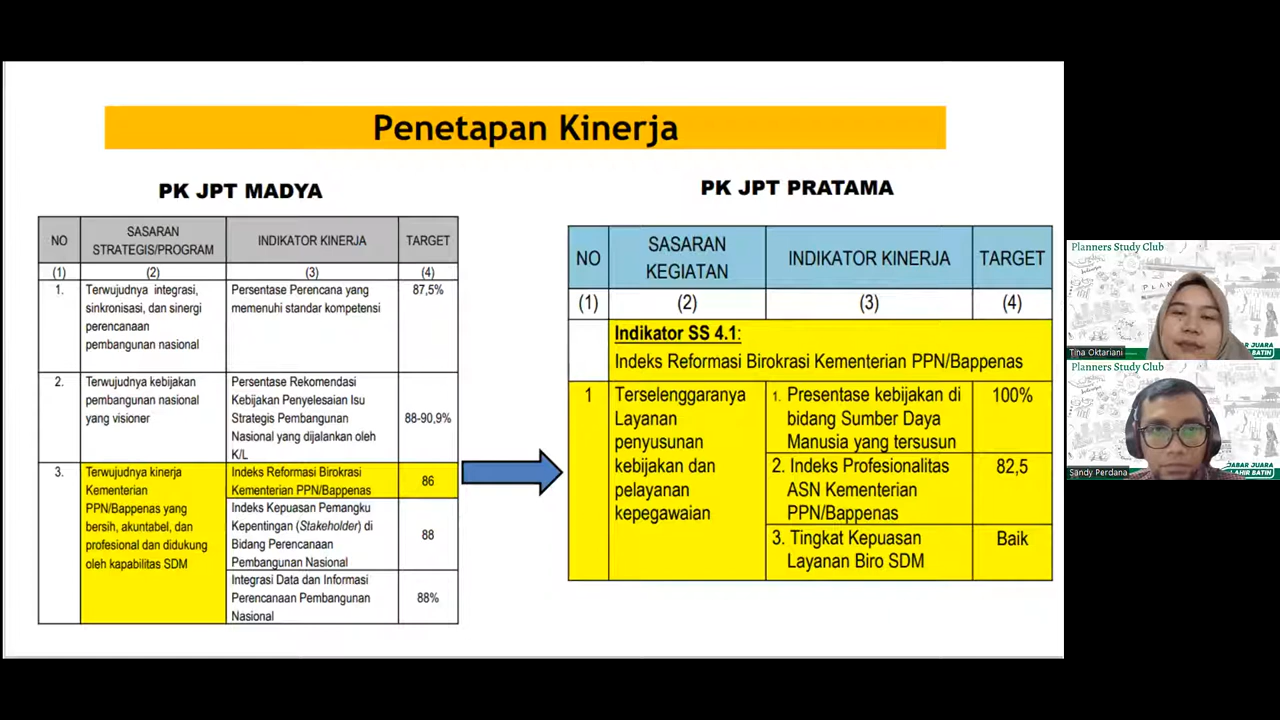 Penetapan Kinerja
PK JPT MADYA
NO
SASARAN
STRATEGIS/PROGRAM
INDIKATOR KINERJA
TARGET
(1)
(2)
(3)
(4)
1.
Terwujudnya integrasi,
sinkronisasi, dan sinergi
perencanaan
pembangunan nasional
Persentase Perencana yang
memenuhi standar kompetensi
87,5%
2.
Terwujudnya kebijakan
pembangunan nasional
yang visioner
Persentase Rekomendasi
Kebijakan Penyelesaian Isu
Strategis Pembangunan
Nasional yang dijalankan oleh
K/L
88-90,9%
3.
Terwujudnya kinerja
Kementerian
PPN/Bappenas yang
bersih, akuntabel, dan
profesional dan didukung
oleh kapabilitas SDM
Indeks Reformasi Birokrasi
Kementerian PPN/Bappenas
86
Indeks Kepuasan Pemangku
Kepentingan (Stakeholder) di
Bidang Perencanaan
Pembangunan Nasional
88
Integrasi Data dan Informasi
Perencanaan Pembangunan
Nasional
88%
PK JPT PRATAMA
NO
SASARAN
KEGIATAN
INDIKATOR KINERJA
TARGET
(1)
(2)
(3)
(4)
Indikator SS 4.1:
Indeks Reformasi Birokrasi Kementerian PPN/Bappenas
1
Terselenggaranya
Layanan
penyusunan
kebijakan dan
pelayanan
kepegawaian
1. Presentase kebijakan di
bidang Sumber Daya
Manusia yang tersusun
100%
2. Indeks Profesionalitas
ASN Kementerian
PPN/Bappenas
82,5
3. Tingkat Kepuasan
Layanan Biro SDM
Baik
Planners Study Club
JABAR JUARA
LAHIR BATIN
Tina Oktariani
Planners Study Club
JABAR JUARA
LAHIR BATIN
Sandy Perdana